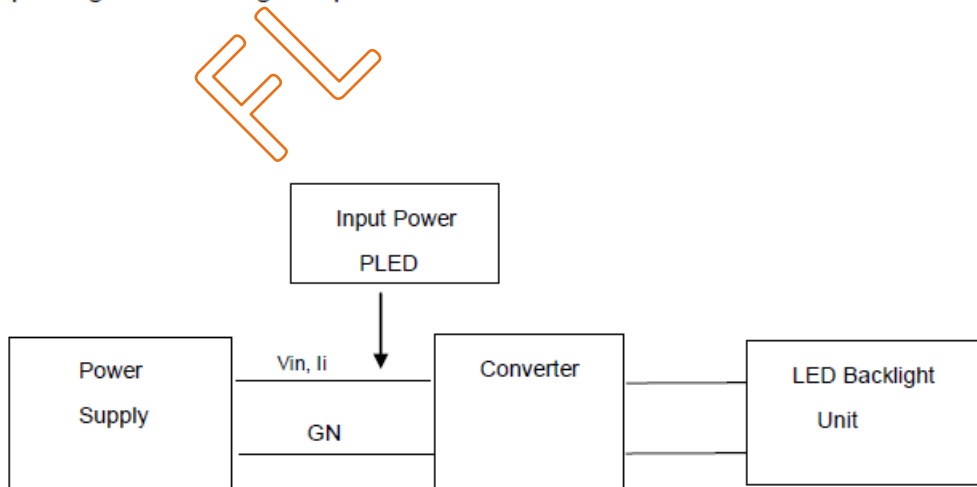 FL
Input Power
PLED
Power
Supply
Vin, Ii
GN
Converter
LED Backlight
Unit